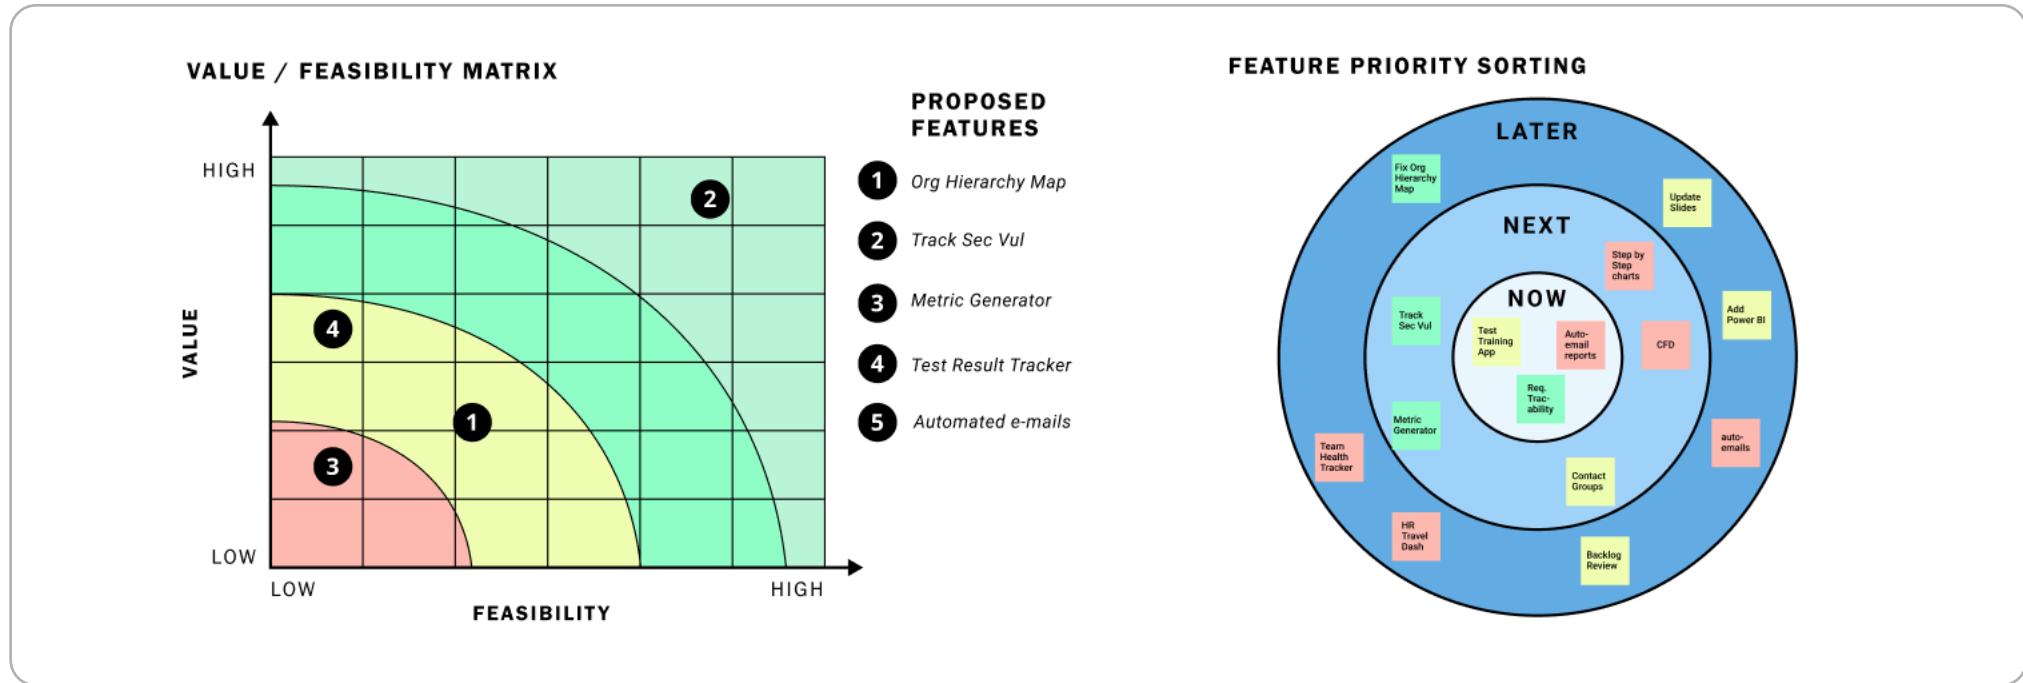 VALUE / FEASIBILITY MATRIX
HIGH
VALUE
LOW
LOW
HIGH
FEASIBILITY
2
4
1
3
PROPOSED
FEATURES
1 Org Hierarchy Map
2 Track Sec Vul
3 Metric Generator
4 Test Result Tracker
5 Automated e-mails
FEATURE PRIORITY SORTING
LATER
Fix Org
Hierarchy
Map
Update
Slides
NEXT
Step by
Step
charts
NOW
Track
Sec Vul
Test
Training
App
Auto-
email
reports
CFD
Add
Power BI
Req.
Trac-
ability
Metric
Generator
Team
Health
Tracker
auto-
emails
Contact
Groups
HR
Travel
Dash
Backlog
Review